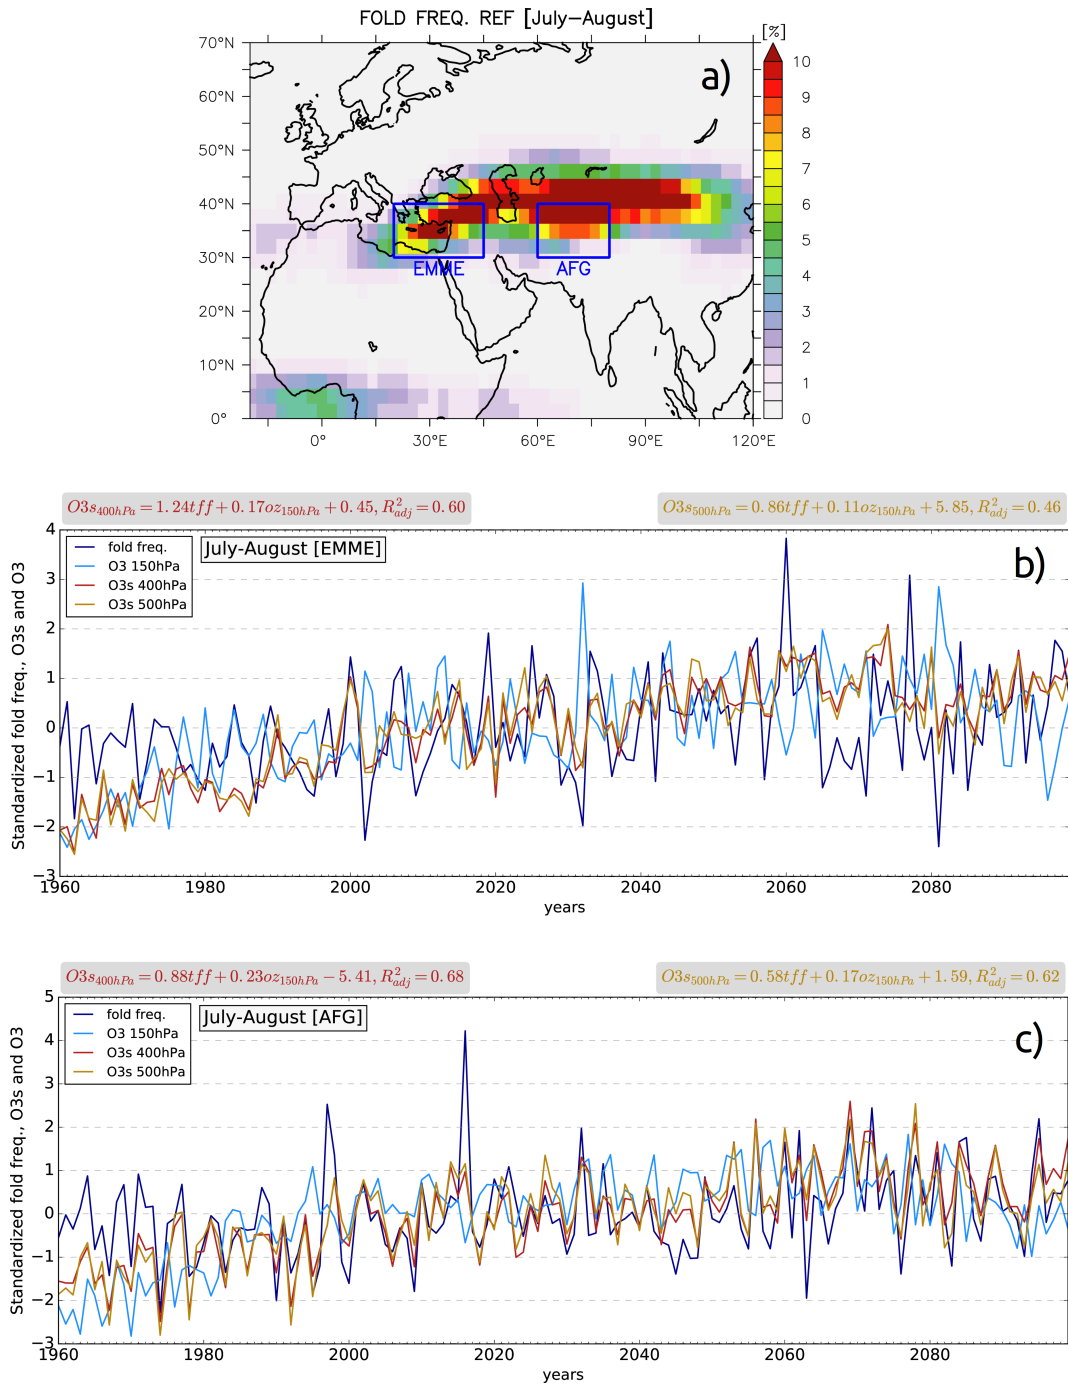 FOLD FREQ. REF [July–August]
[%]
a)
70°N
60°N
50°N
40°N
30°N
20°N
10°N
0°
0°
30°E
60°E
90°E
120°E
10
9
8
7
6
5
4
3
2
1
0
EMME
AFG
O3s400hPa = 1.24tff + 0.17oz150hPa + 0.45, R²adj = 0.60
O3s500hPa = 0.86tff + 0.11oz150hPa + 5.85, R²adj = 0.46
July-August [EMME]
b)
fold freq.
O3 150hPa
O3s 400hPa
O3s 500hPa
Standardized fold freq., O3s and O3
4
3
2
1
0
−1
−2
−3
1960
1980
2000
2020
2040
2060
2080
years
O3s400hPa = 0.88tff + 0.23oz150hPa − 5.41, R²adj = 0.68
O3s500hPa = 0.58tff + 0.17oz150hPa + 1.59, R²adj = 0.62
July-August [AFG]
c)
fold freq.
O3 150hPa
O3s 400hPa
O3s 500hPa
Standardized fold freq., O3s and O3
5
4
3
2
1
0
−1
−2
−3
1960
1980
2000
2020
2040
2060
2080
years